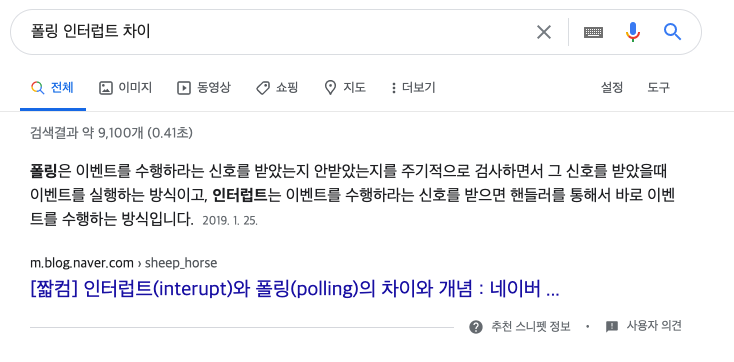 폴링 인터럽트 차이
전체 이미지 동영상 쇼핑 지도 더보기 설정 도구
검색결과 약 9,100개 (0.41초)
폴링은 이벤트를 수행하라는 신호를 받았는지 안받았는지를 주기적으로 검사하면서 그 신호를 받았을때
이벤트를 실행하는 방식이고, 인터럽트는 이벤트를 수행하라는 신호를 받으면 핸들러를 통해서 바로 이벤
트를 수행하는 방식입니다. 2019. 1. 25.
m.blog.naver.com › sheep_horse
[짧컴] 인터럽트(interupt)와 폴링(polling)의 차이와 개념 : 네이버 ...
추천 스니펫 정보 • 사용자 의견